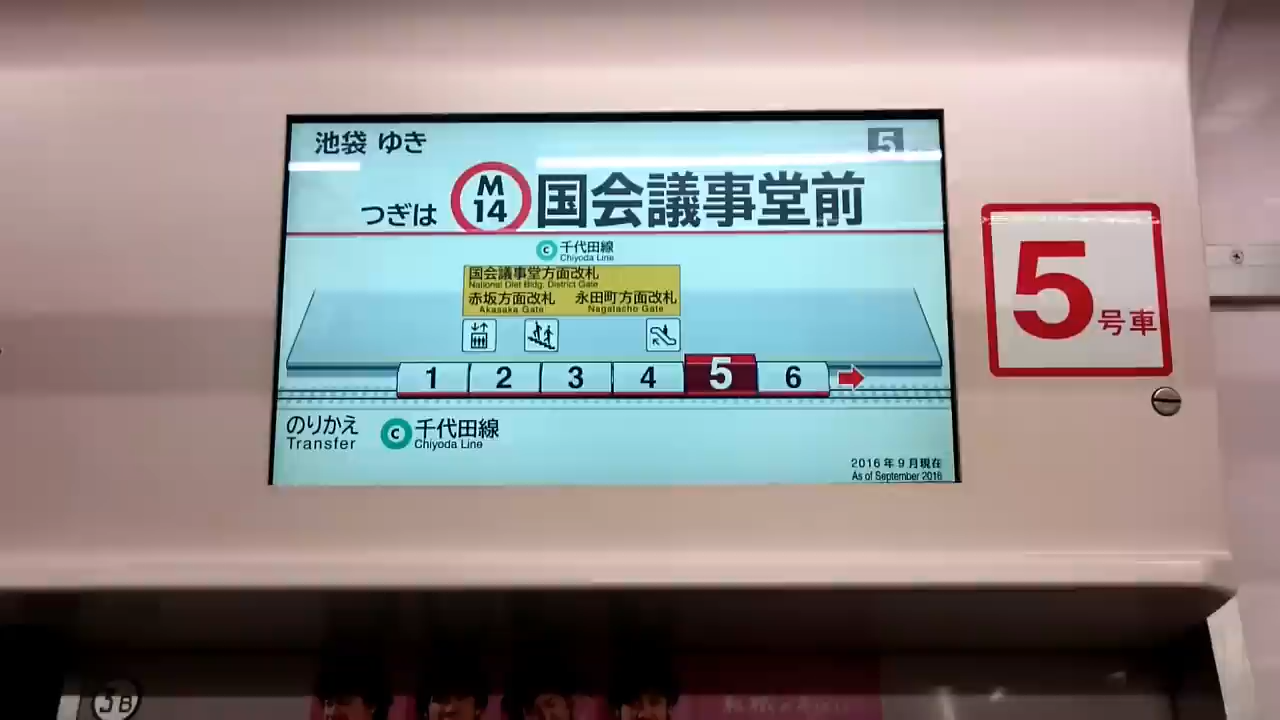 池袋 ゆき
5
つぎは M 14 国会議事堂前
C 千代田線
Chiyoda Line
国会議事堂方面改札
National Diet Bldg. District Gate
赤坂方面改札 永田町方面改札
Akasaka Gate Nagatacho Gate
1 2 3 4 5 6
のりかえ C 千代田線
Transfer Chiyoda Line
2016年9月現在
As of September 2016
5号車
3B